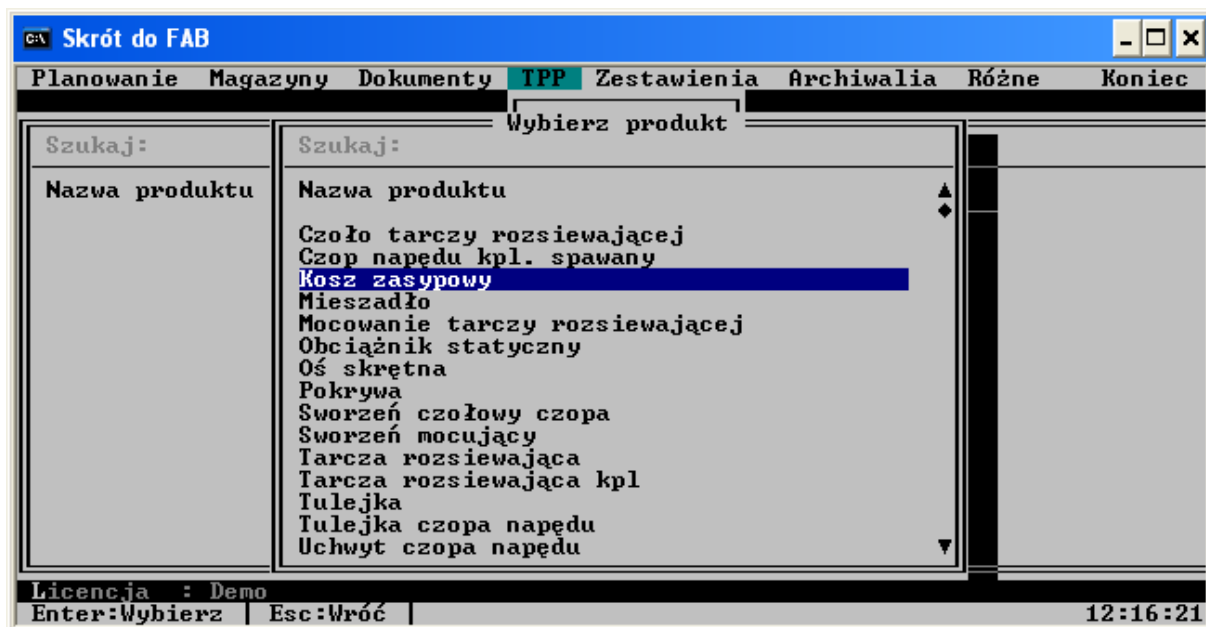 Skrót do FAB
Planowanie Magazyny Dokumenty TPP Zestawienia Archiwalia Różne Koniec
Wybierz produkt
Szukaj: Szukaj:
Nazwa produktu Nazwa produktu
Czoło tarczy rozsiewającej
Czop napędu kpl. spawany
Kosz zasypowy
Mieszadło
Mocowanie tarczy rozsiewającej
Obciążnik statyczny
Oś skrętna
Pokrywa
Sworzeń czołowy czopa
Sworzeń mocujący
Tarcza rozsiewająca
Tarcza rozsiewająca kpl
Tulejka
Tulejka czopa napędu
Uchwyt czopa napędu
Licencja : Demo
Enter:Wybierz | Esc:Wróć | 12:16:21